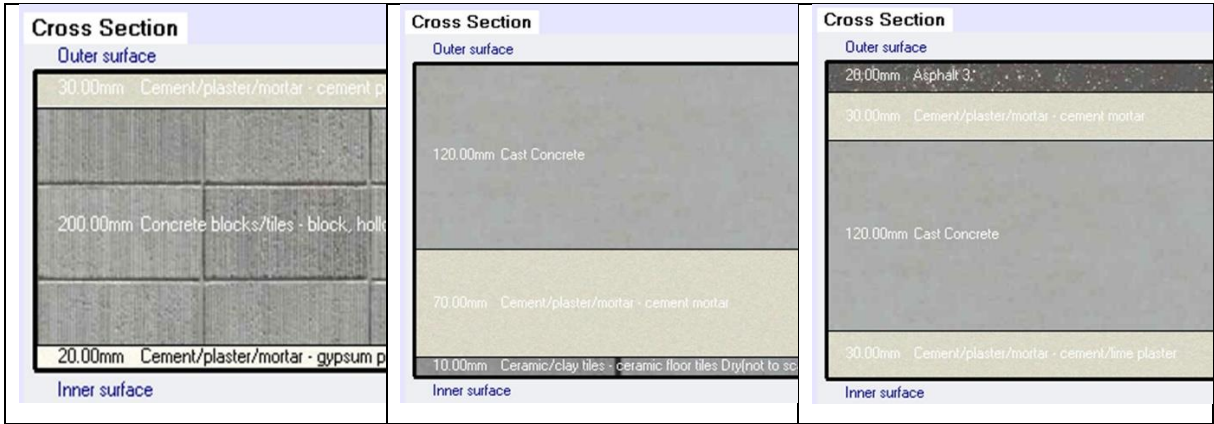 Cross Section
Outer surface
30.00mm Cement/plaster/mortar - cement p
200.00mm Concrete blocks/tiles - block, holl
20.00mm Cement/plaster/mortar - gypsum p
Inner surface
Cross Section
Outer surface
120.00mm Cast Concrete
70.00mm Cement/plaster/mortar - cement mortar
10.00mm Ceramic/clay tiles - ceramic floor tiles Dry(not to sc
Inner surface
Cross Section
Outer surface
28.00mm Asphalt 3,
30.00mm Cement/plaster/mortar - cement mortar
120.00mm Cast Concrete
30.00mm Cement/plaster/mortar - cement/lime plaster
Inner surface